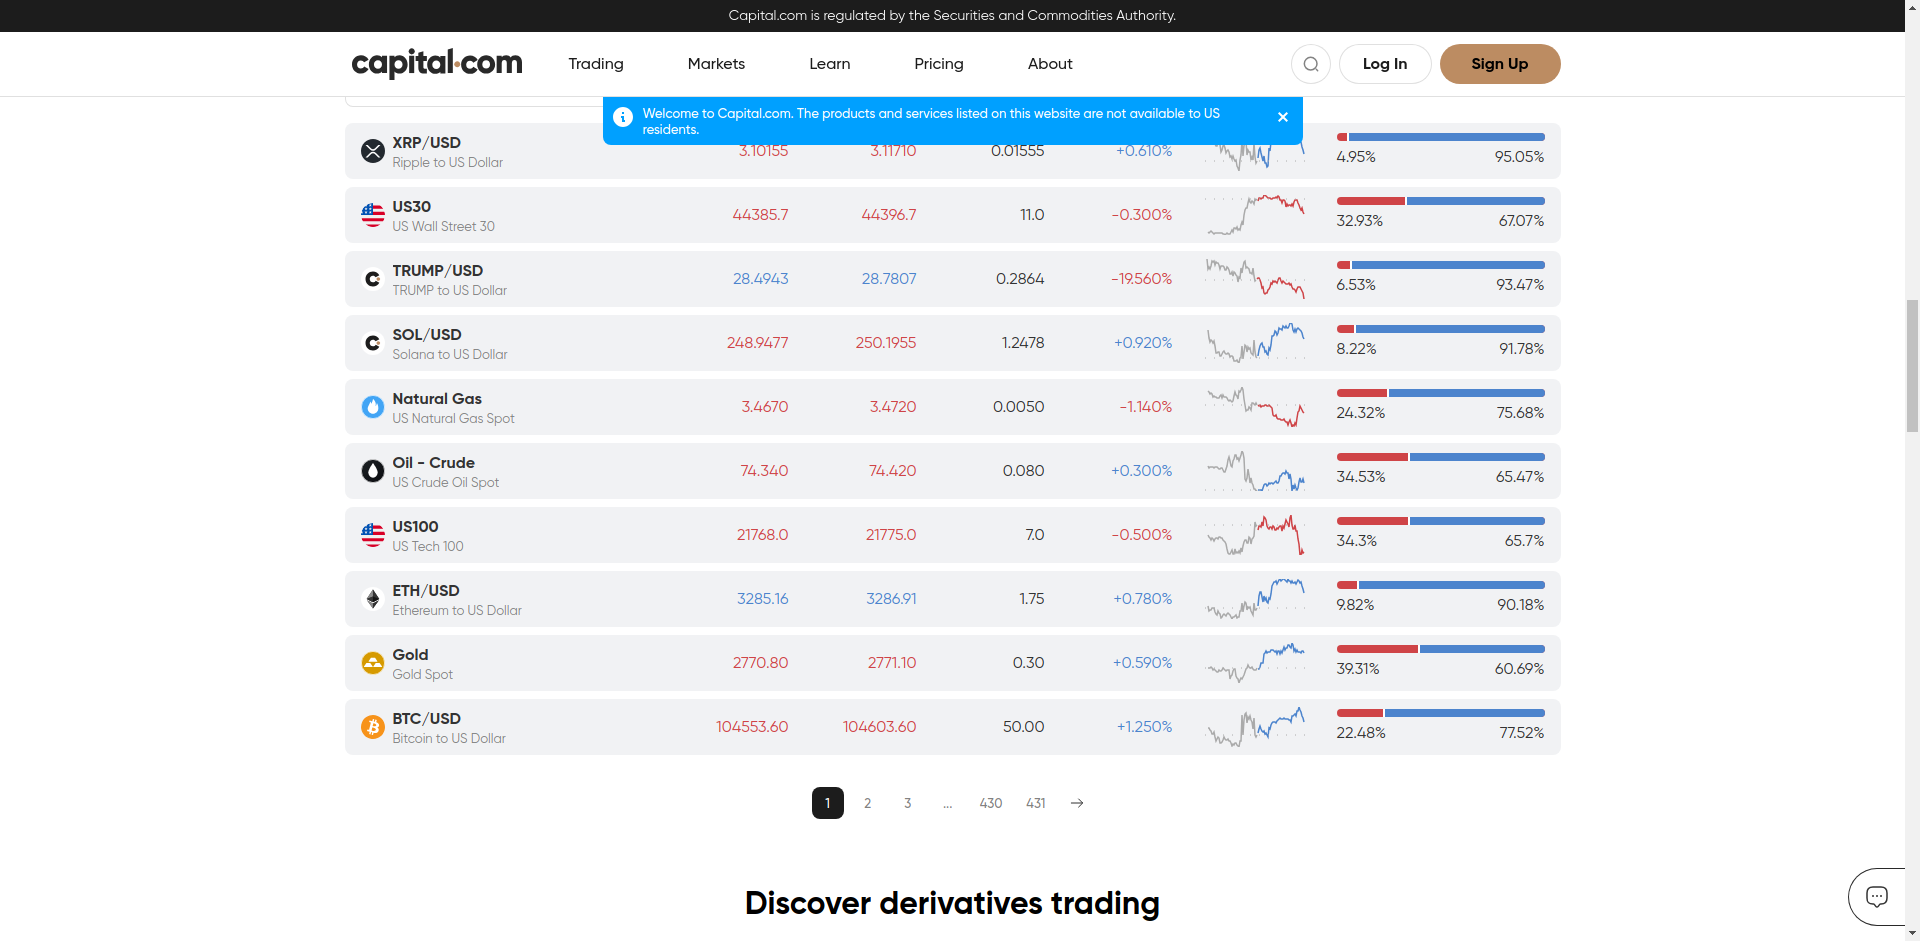 Capital.com is regulated by the Securities and Commodities Authority.
capital.com Trading Markets Learn Pricing About Log In Sign Up
Welcome to Capital.com. The products and services listed on this website are not available to US
residents.
XRP/USD
Ripple to US Dollar
3.10155 3.11710 0.01555 +0.610% 4.95% 95.05%
US30
US Wall Street 30
44385.7 44396.7 11.0 -0.300% 32.93% 67.07%
TRUMP/USD
TRUMP to US Dollar
28.4943 28.7807 0.2864 -19.560% 6.53% 93.47%
SOL/USD
Solana to US Dollar
248.9477 250.1955 1.2478 +0.920% 8.22% 91.78%
Natural Gas
US Natural Gas Spot
3.4670 3.4720 0.0050 -1.140% 24.32% 75.68%
Oil - Crude
US Crude Oil Spot
74.340 74.420 0.080 +0.300% 34.53% 65.47%
US100
US Tech 100
21768.0 21775.0 7.0 -0.500% 34.3% 65.7%
ETH/USD
Ethereum to US Dollar
3285.16 3286.91 1.75 +0.780% 9.82% 90.18%
Gold
Gold Spot
2770.80 2771.10 0.30 +0.590% 39.31% 60.69%
BTC/USD
Bitcoin to US Dollar
104553.60 104603.60 50.00 +1.250% 22.48% 77.52%
1 2 3 ... 430 431
Discover derivatives trading